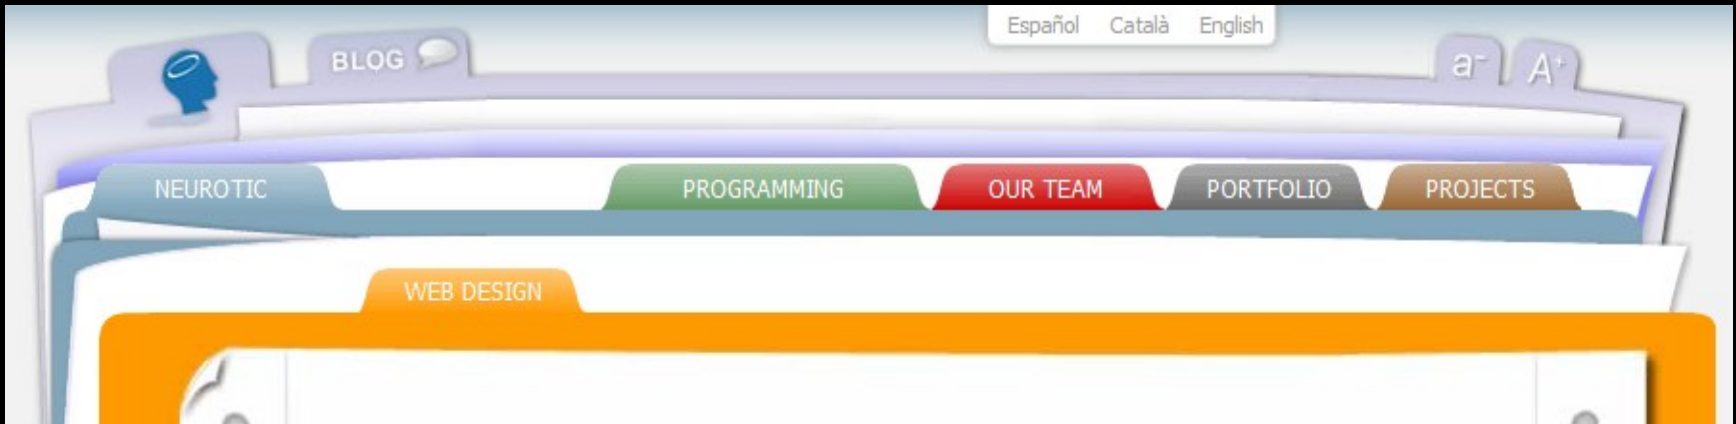 Español Català English
BLOG
a- A+
NEUROTIC PROGRAMMING OUR TEAM PORTFOLIO PROJECTS
WEB DESIGN